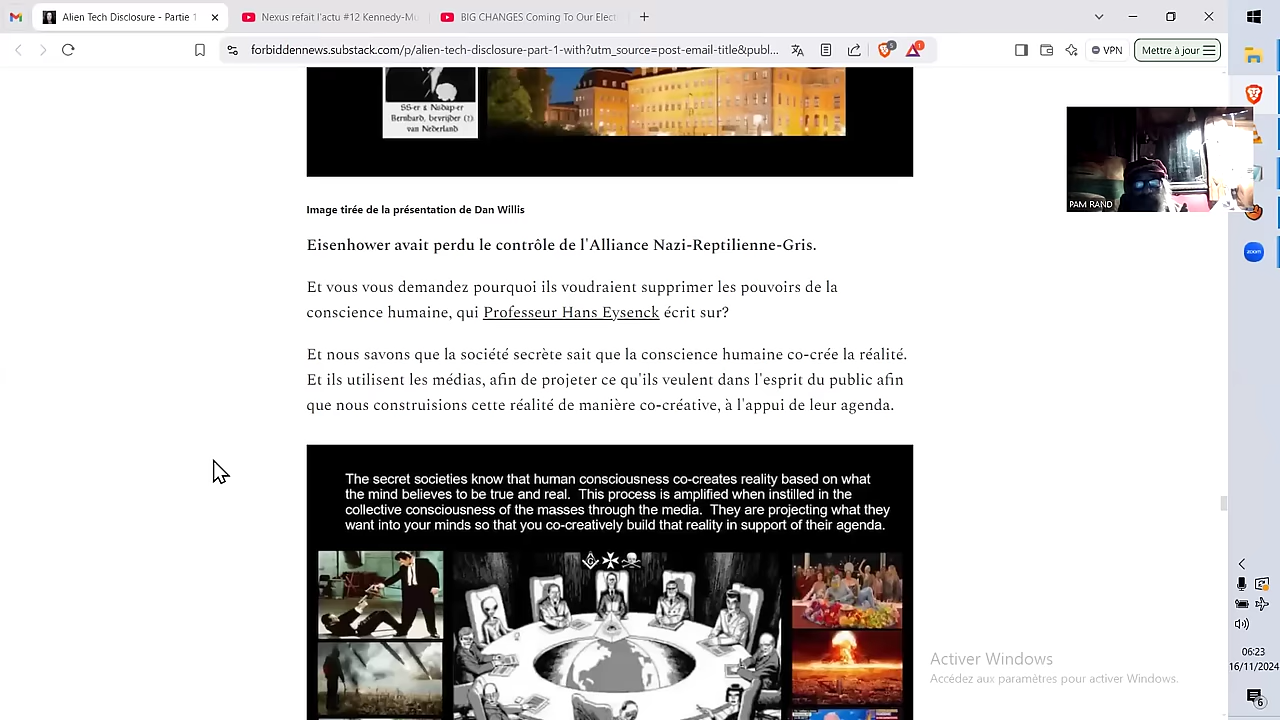 Alien Tech Disclosure - Partie 1
Nexus refait l'actu #12 Kennedy-Mu
BIG CHANGES Coming To Our Elect
forbiddennews.substack.com/p/alien-tech-disclosure-part-1-with?utm_source=post-email-title&publ...
5
1
VPN
Mettre à jour
SS-er & Nsdap-er
Bernhard, bevrijder (?)
van Nederland
PAM RAND
zoom
Image tirée de la présentation de Dan Willis
Eisenhower avait perdu le contrôle de l'Alliance Nazi-Reptilienne-Gris.
Et vous vous demandez pourquoi ils voudraient supprimer les pouvoirs de la
conscience humaine, qui Professeur Hans Eysenck écrit sur?
Et nous savons que la société secrète sait que la conscience humaine co-crée la réalité.
Et ils utilisent les médias, afin de projeter ce qu'ils veulent dans l'esprit du public afin
que nous construisions cette réalité de manière co-créative, à l'appui de leur agenda.
The secret societies know that human consciousness co-creates reality based on what
the mind believes to be true and real. This process is amplified when instilled in the
collective consciousness of the masses through the media. They are projecting what they
want into your minds so that you co-creatively build that reality in support of their agenda.
G
Activer Windows
Accédez aux paramètres pour activer Windows.
06:23
16/11/2024
6